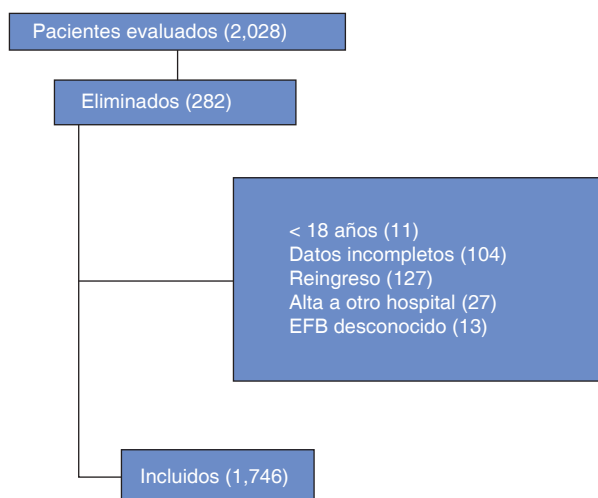 Pacientes evaluados (2,028)
Eliminados (282)
< 18 años (11)
Datos incompletos (104)
Reingreso (127)
Alta a otro hospital (27)
EFB desconocido (13)
Incluidos (1,746)